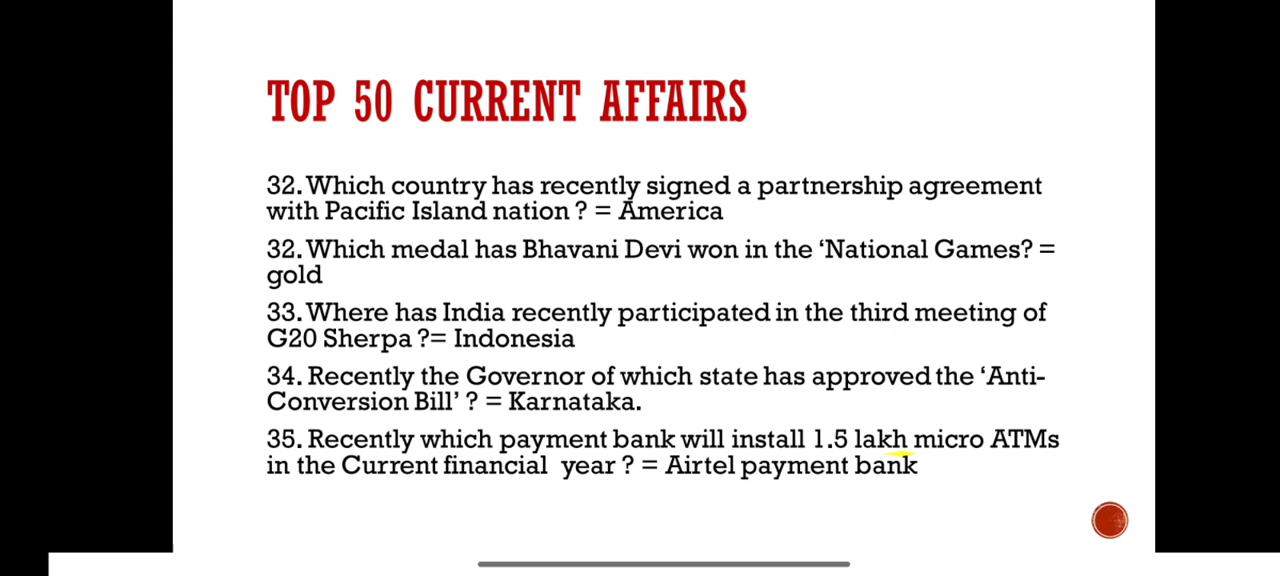 TOP 50 CURRENT AFFAIRS
32. Which country has recently signed a partnership agreement
with Pacific Island nation ? = America
32. Which medal has Bhavani Devi won in the ‘National Games? =
gold
33. Where has India recently participated in the third meeting of
G20 Sherpa ?= Indonesia
34. Recently the Governor of which state has approved the ‘Anti-
Conversion Bill’ ? = Karnataka.
35. Recently which payment bank will install 1.5 lakh micro ATMs
in the Current financial year ? = Airtel payment bank